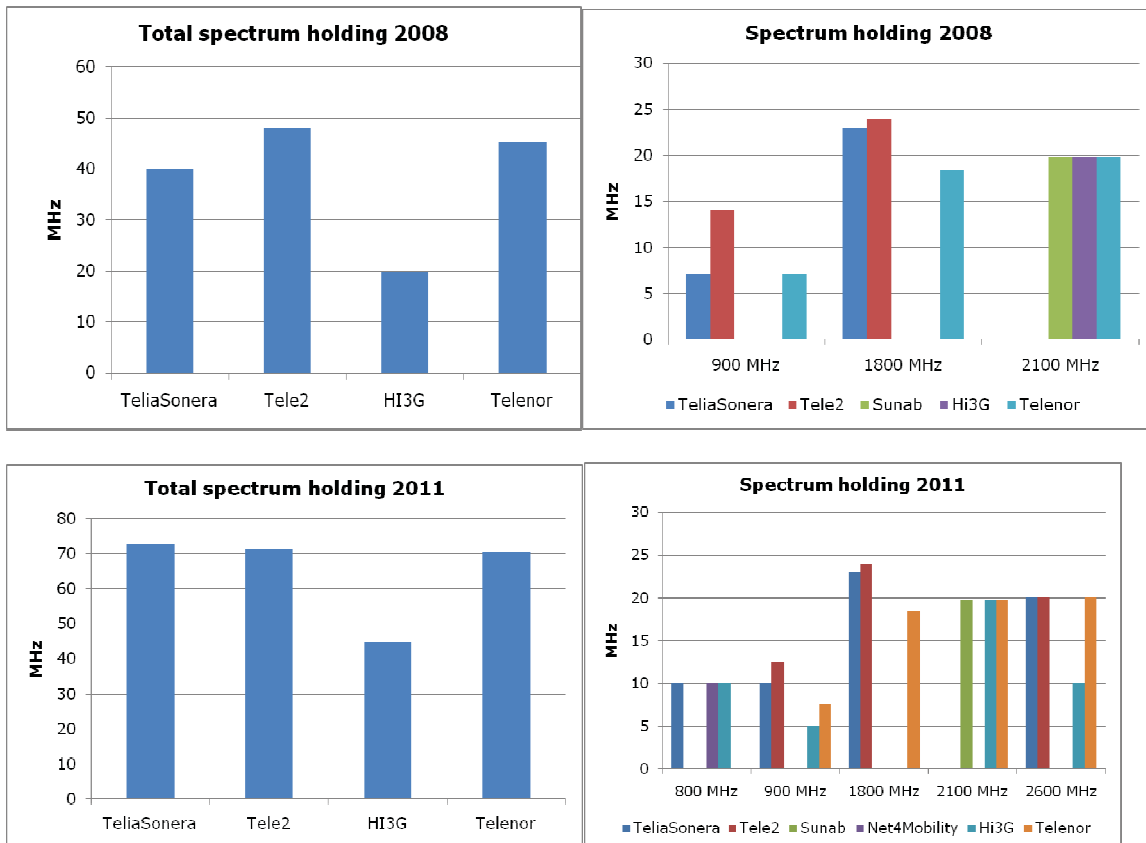 Total spectrum holding 2008
60
50
40
30
20
10
0
MHz
TeliaSonera Tele2 HI3G Telenor
Spectrum holding 2008
30
25
20
15
10
5
0
MHz
900 MHz 1800 MHz 2100 MHz
TeliaSonera Tele2 Sunab Hi3G Telenor
Total spectrum holding 2011
80
70
60
50
40
30
20
10
0
MHz
TeliaSonera Tele2 HI3G Telenor
Spectrum holding 2011
30
25
20
15
10
5
0
MHz
800 MHz 900 MHz 1800 MHz 2100 MHz 2600 MHz
TeliaSonera Tele2 Sunab Net4Mobility Hi3G Telenor